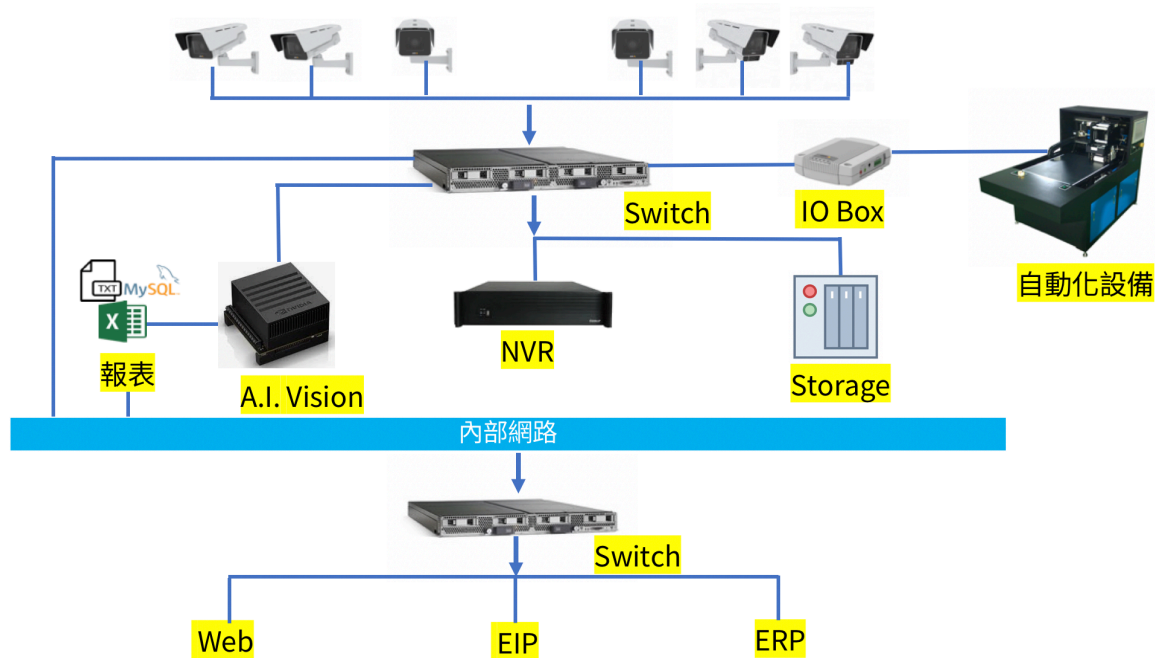 Switch
IO Box
自動化設備
TXT
MySQL
X
報表
A.I. Vision
NVR
Storage
內部網路
Switch
Web
EIP
ERP